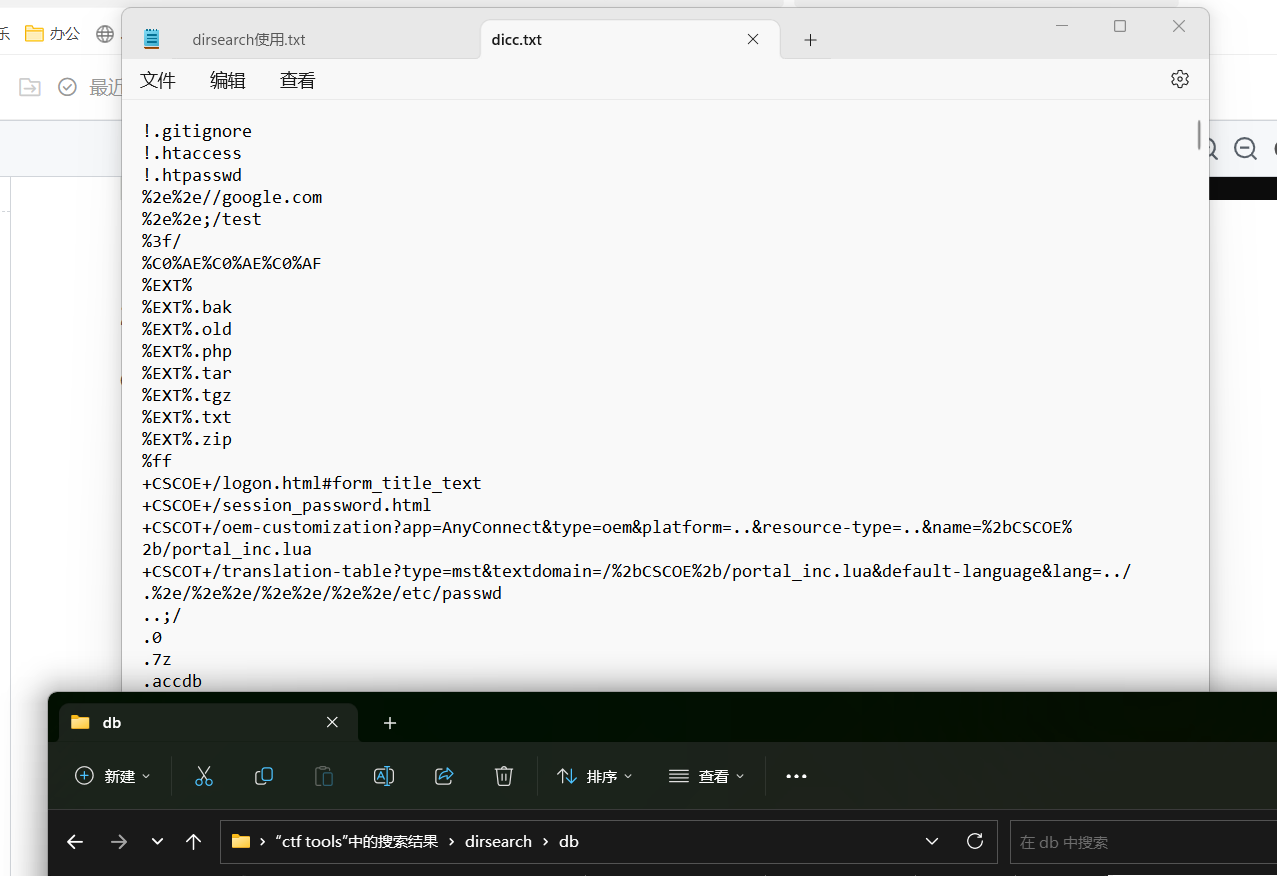 乐 办公
最近
dirsearch使用.txt dicc.txt
文件 编辑 查看
!.gitignore
!.htaccess
!.htpasswd
%2e%2e//google.com
%2e%2e;/test
%3f/
%C0%AE%C0%AE%C0%AF
%EXT%
%EXT%.bak
%EXT%.old
%EXT%.php
%EXT%.tar
%EXT%.tgz
%EXT%.txt
%EXT%.zip
%ff
+CSCOE+/logon.html#form_title_text
+CSCOE+/session_password.html
+CSCOT+/oem-customization?app=AnyConnect&type=oem&platform=..&resource-type=..&name=%2bCSCOE%
2b/portal_inc.lua
+CSCOT+/translation-table?type=mst&textdomain=/%2bCSCOE%2b/portal_inc.lua&default-language&lang=../
.%2e/%2e%2e/%2e%2e/%2e%2e/etc/passwd
..;/
.0
.7z
.accdb
db
新建 排序 查看
“ctf tools”中的搜索结果 › dirsearch › db 在 db 中搜索